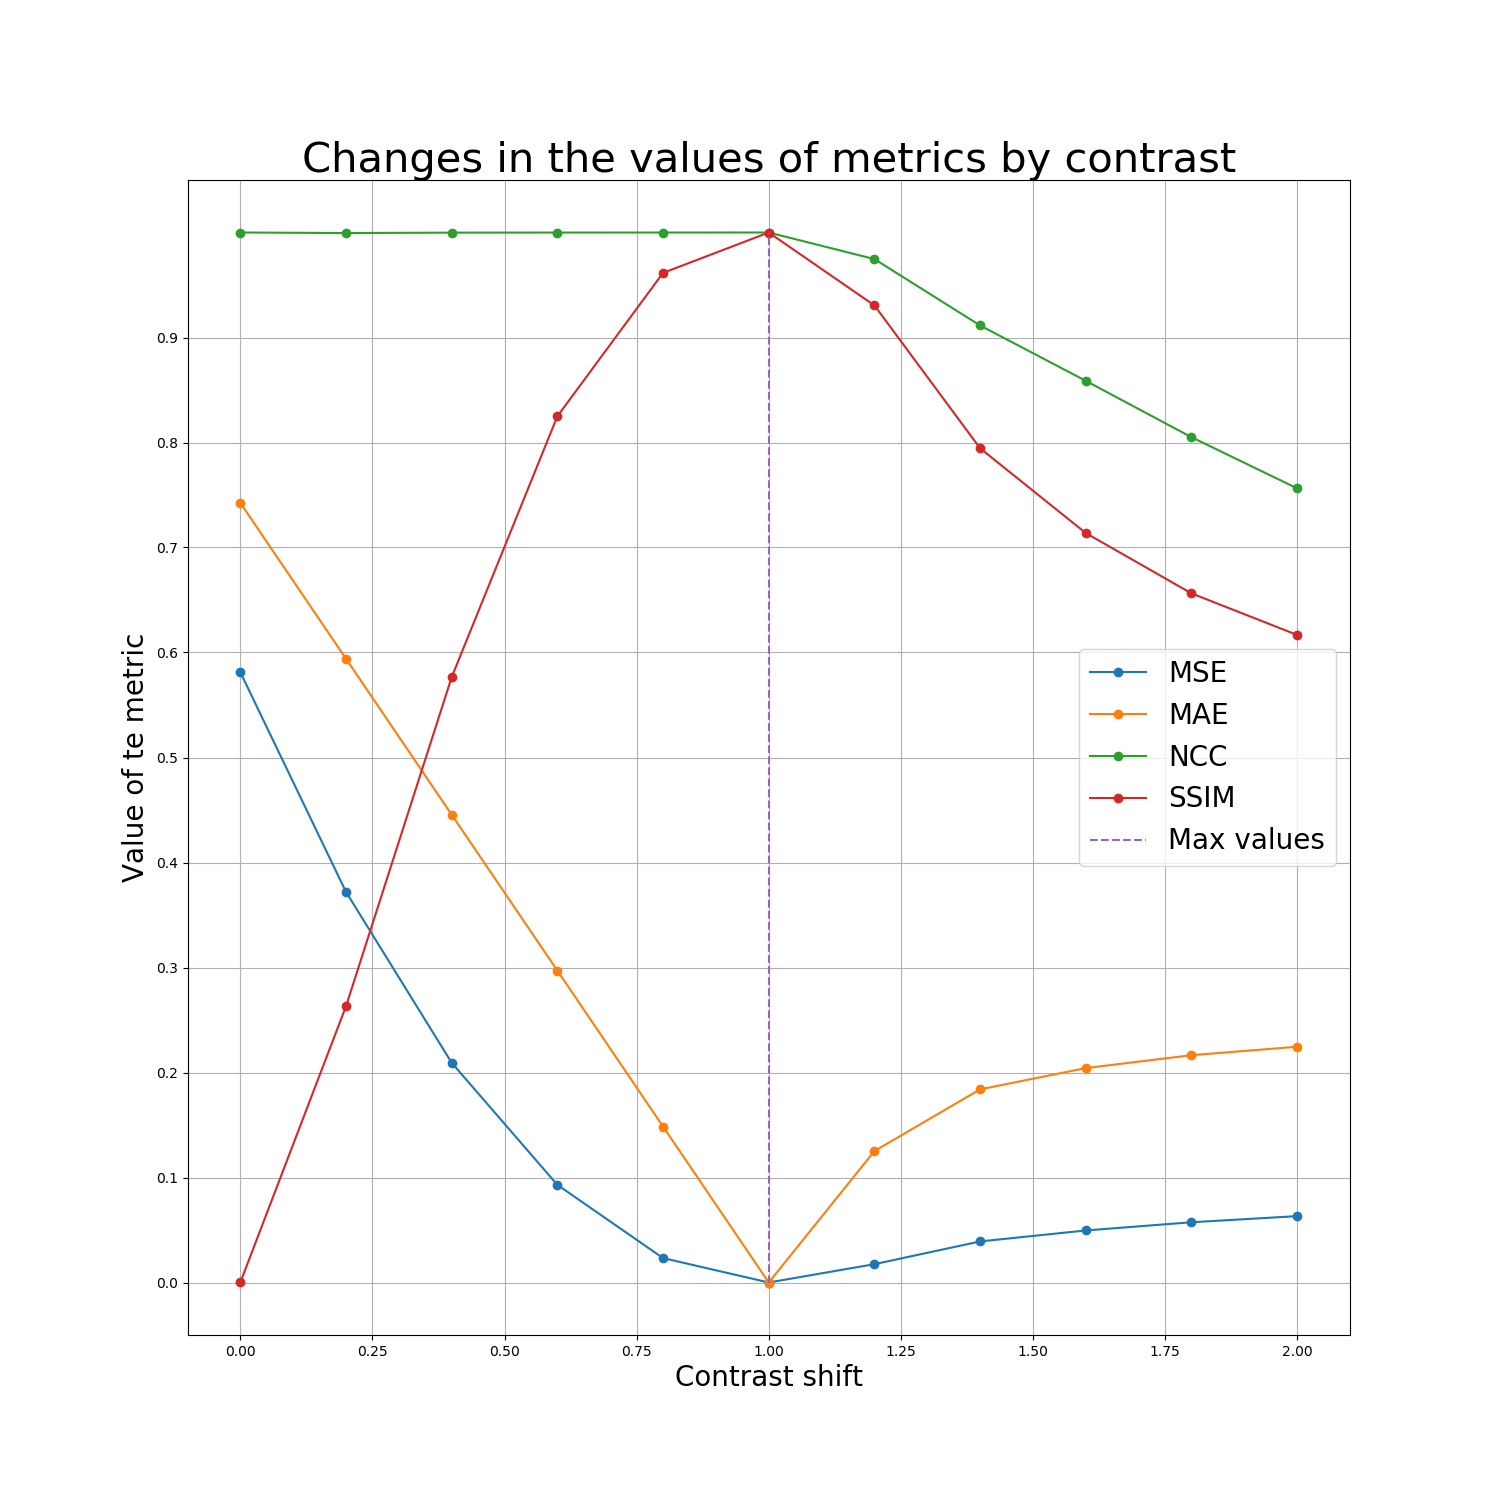 Changes in the values of metrics by contrast
0.9
0.8
0.7
0.6
0.5
0.4
0.3
0.2
0.1
0.0
Value of te metric
MSE
MAE
NCC
SSIM
Max values
0.00 0.25 0.50 0.75 1.00 1.25 1.50 1.75 2.00
Contrast shift